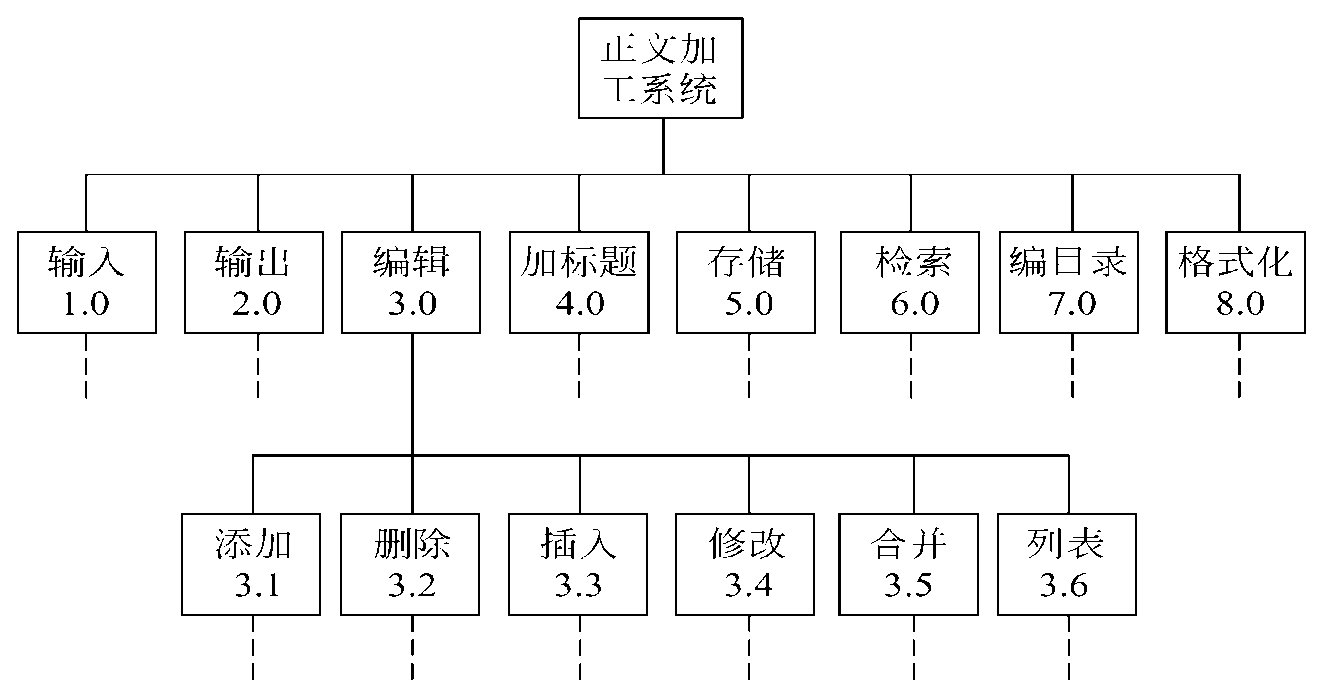 正文加
工系统
输入
1.0
输出
2.0
编辑
3.0
加标题
4.0
存储
5.0
检索
6.0
编目录
7.0
格式化
8.0
添加
3.1
删除
3.2
插入
3.3
修改
3.4
合并
3.5
列表
3.6